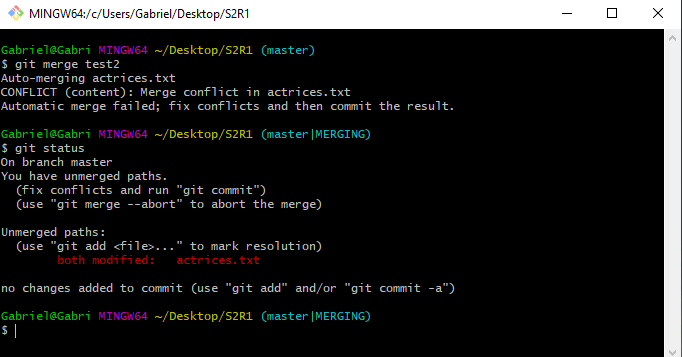 MINGW64:/c/Users/Gabriel/Desktop/S2R1
Gabriel@Gabri MINGW64 ~/Desktop/S2R1 (master)
$ git merge test2
Auto-merging actrices.txt
CONFLICT (content): Merge conflict in actrices.txt
Automatic merge failed; fix conflicts and then commit the result.
Gabriel@Gabri MINGW64 ~/Desktop/S2R1 (master|MERGING)
$ git status
On branch master
You have unmerged paths.
  (fix conflicts and run "git commit")
  (use "git merge --abort" to abort the merge)
Unmerged paths:
  (use "git add <file>..." to mark resolution)
        both modified:   actrices.txt
no changes added to commit (use "git add" and/or "git commit -a")
Gabriel@Gabri MINGW64 ~/Desktop/S2R1 (master|MERGING)
$